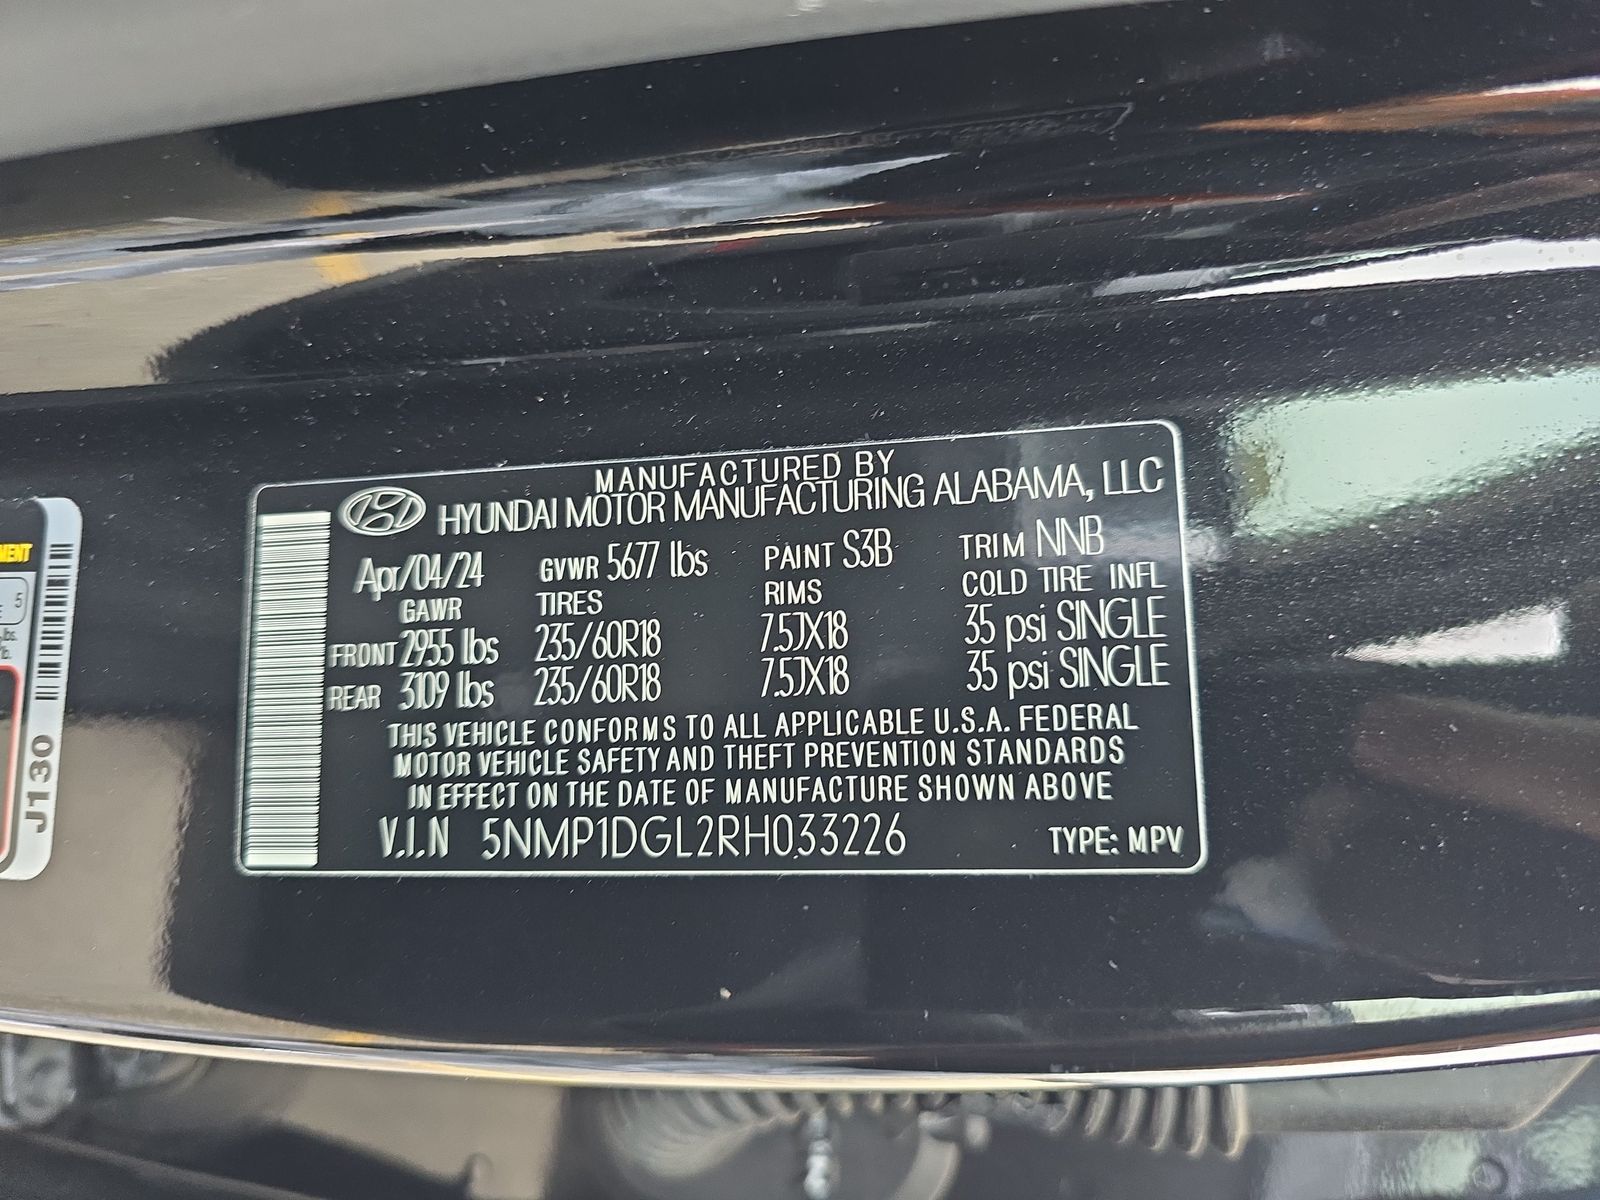 MANUFACTURED BY
HYUNDAI MOTOR MANUFACTURING ALABAMA, LLC
Apr/04/24 GVWR 5677 lbs PAINT S3B TRIM NNB
GAWR TIRES RIMS COLD TIRE INFL
FRONT 2955 lbs 235/60R18 7.5JX18 35 psi SINGLE
REAR 3109 lbs 235/60R18 7.5JX18 35 psi SINGLE
THIS VEHICLE CONFORMS TO ALL APPLICABLE U.S.A. FEDERAL
MOTOR VEHICLE SAFETY AND THEFT PREVENTION STANDARDS
IN EFFECT ON THE DATE OF MANUFACTURE SHOWN ABOVE
V.I.N 5NMP1DGL2RH033226 TYPE: MPV
5
lbs.
lb.
J130